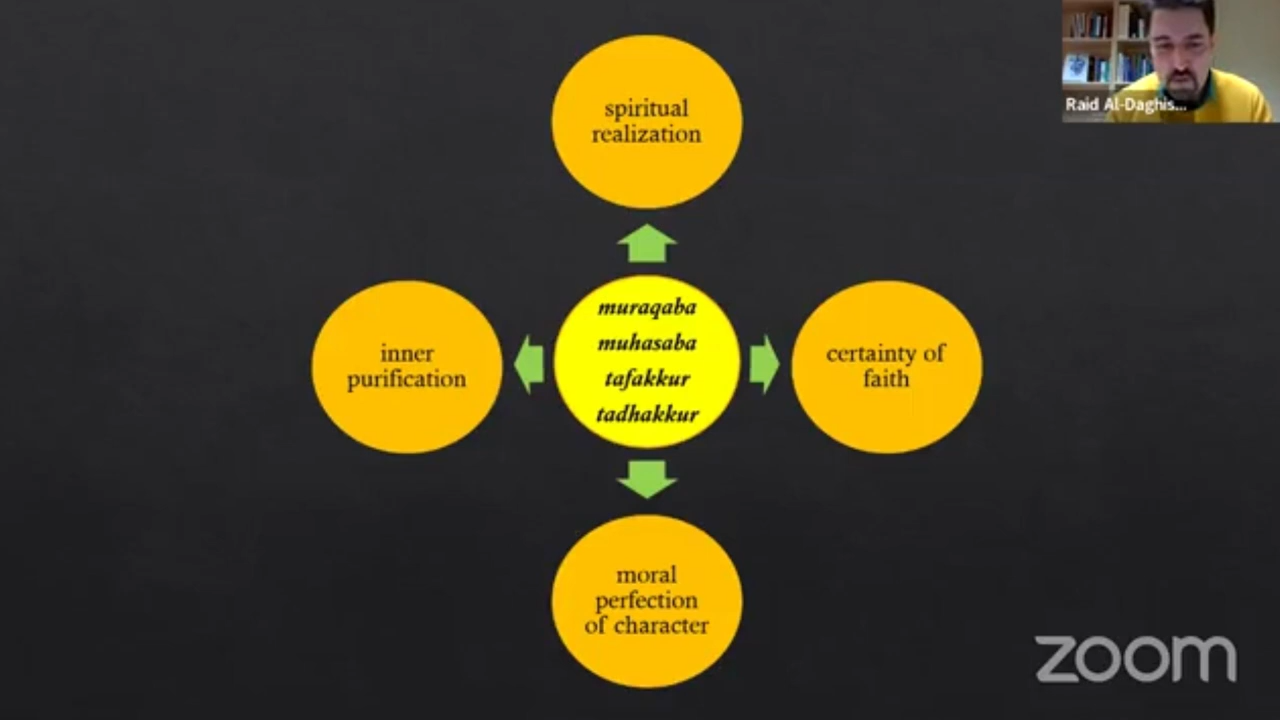 spiritual
realization
Raid Al-Daghis...
inner
purification
muraqaba
muhasaba
tafakkur
tadhakkur
certainty of
faith
moral
perfection
of character
zoom